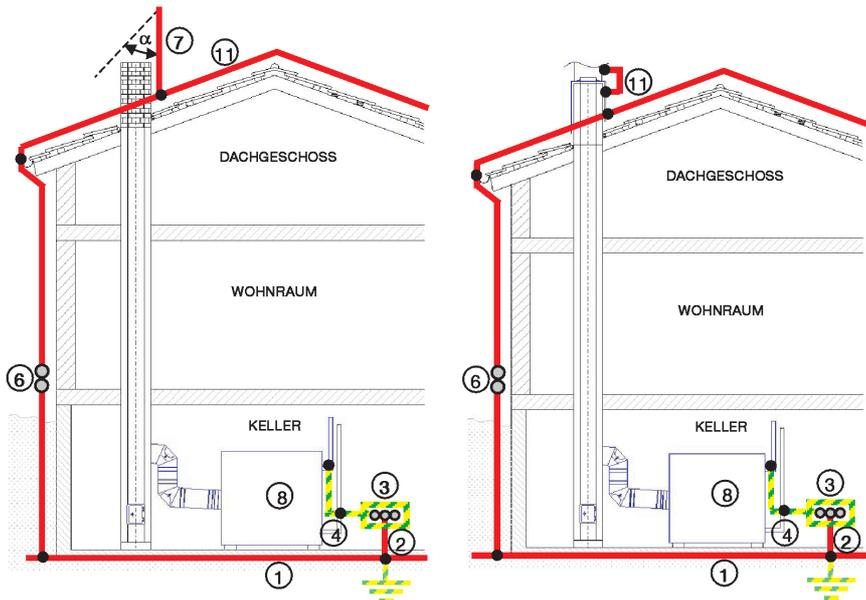 α
7
11
DACHGESCHOSS
WOHNRAUM
6
KELLER
8
3
4
2
1
11
DACHGESCHOSS
WOHNRAUM
6
KELLER
8
3
4
2
1